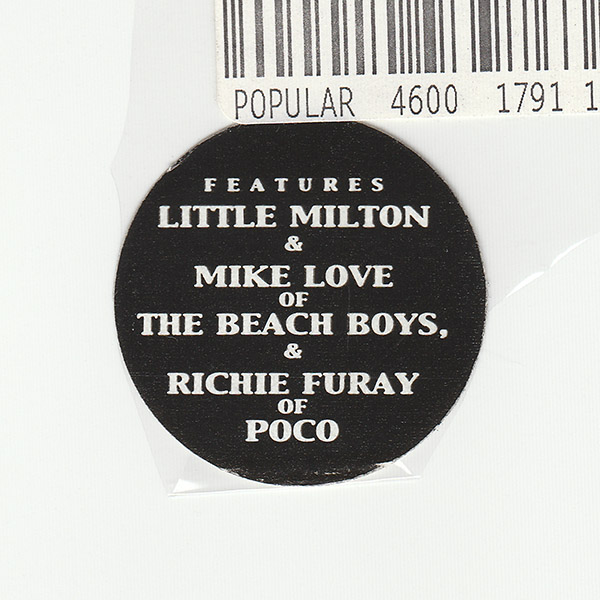 POPULAR 4600 1791 1
FEATURES
LITTLE MILTON
&
MIKE LOVE
OF
THE BEACH BOYS,
&
RICHIE FURAY
OF
POCO